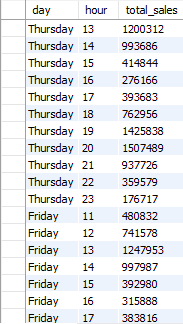 day hour total_sales
Thursday 13 1200312
Thursday 14 993686
Thursday 15 414844
Thursday 16 276166
Thursday 17 393683
Thursday 18 762956
Thursday 19 1425838
Thursday 20 1507489
Thursday 21 937726
Thursday 22 359579
Thursday 23 176717
Friday 11 480832
Friday 12 741578
Friday 13 1247953
Friday 14 997987
Friday 15 392980
Friday 16 315888
Friday 17 383816